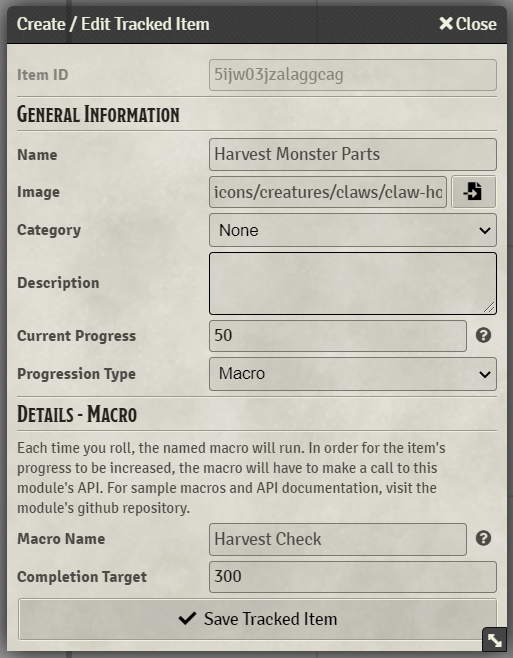 Create / Edit Tracked Item
Close
Item ID
5ijw03jzalaggcag
General Information
Name
Harvest Monster Parts
Image
icons/creatures/claws/claw-ho
Category
None
Description
Current Progress
50
Progression Type
Macro
Details - Macro
Each time you roll, the named macro will run. In order for the item's
progress to be increased, the macro will have to make a call to this
module's API. For sample macros and API documentation, visit the
module's github repository.
Macro Name
Harvest Check
Completion Target
300
Save Tracked Item